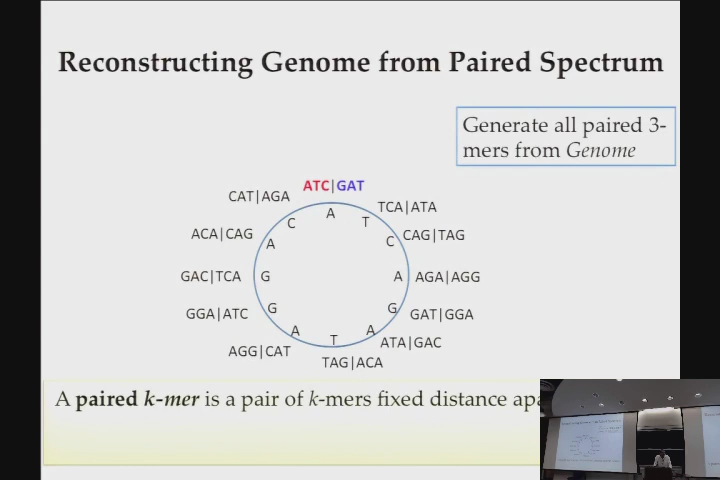 Reconstructing Genome from Paired Spectrum
Generate all paired 3-
mers from Genome
ATC|GAT
CAT|AGA
TCA|ATA
ACA|CAG
CAG|TAG
GAC|TCA
AGA|AGG
GGA|ATC
GAT|GGA
AGG|CAT
ATA|GAC
TAG|ACA
A
T
C
A
G
A
T
A
G
G
A
C
A paired k-mer is a pair of k-mers fixed distance